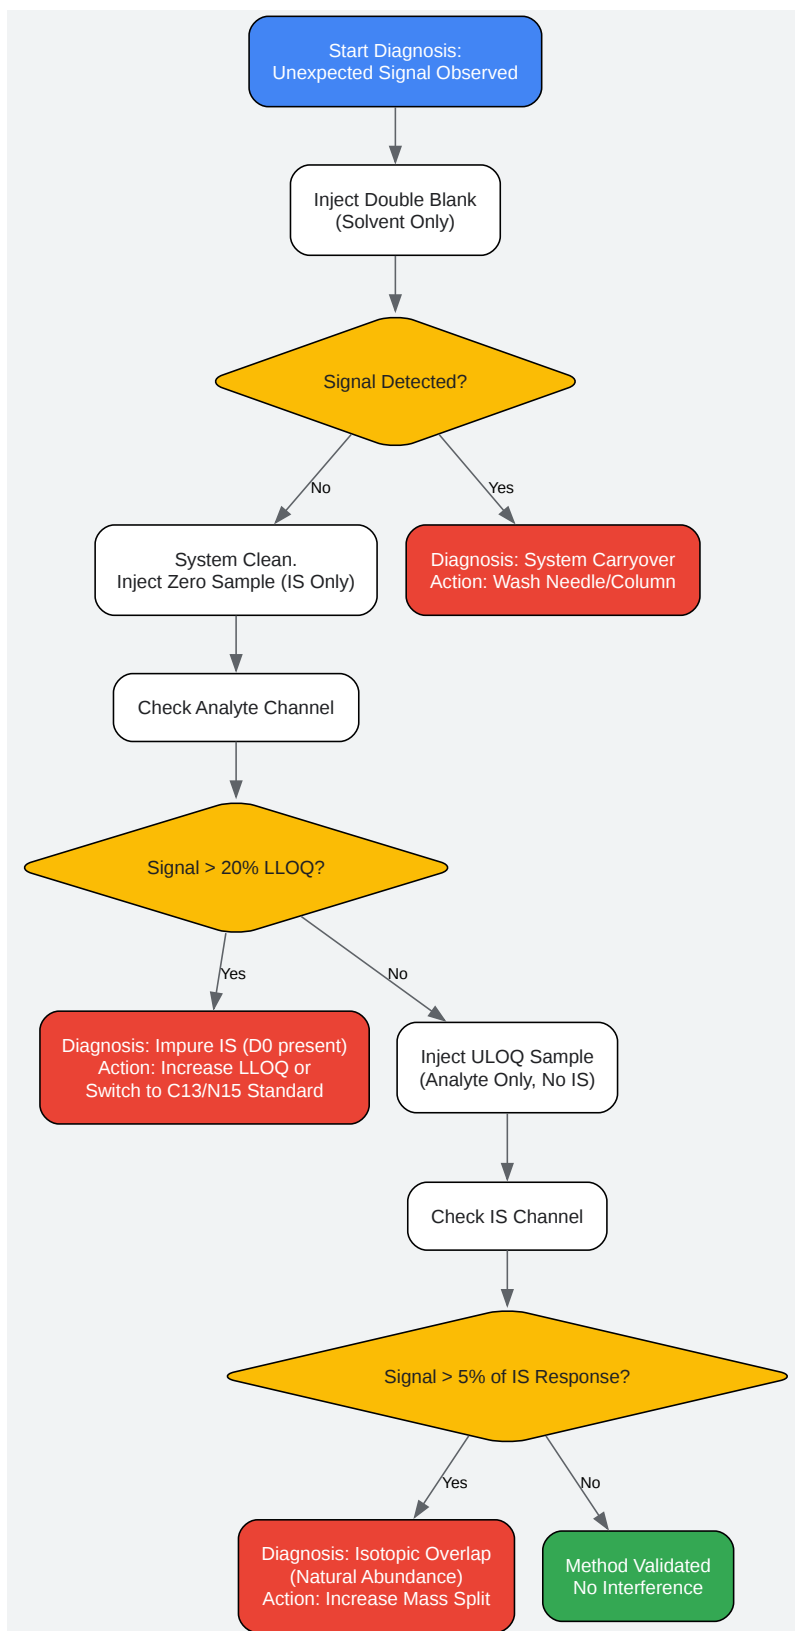 Start Diagnosis:
Unexpected Signal Observed
Inject Double Blank
(Solvent Only)
Signal Detected?
No
Yes
System Clean.
Inject Zero Sample (IS Only)
Diagnosis: System Carryover
Action: Wash Needle/Column
Check Analyte Channel
Signal > 20% LLOQ?
Yes
No
Diagnosis: Impure IS (D0 present)
Action: Increase LLOQ or
Switch to C13/N15 Standard
Inject ULOQ Sample
(Analyte Only, No IS)
Check IS Channel
Signal > 5% of IS Response?
Yes
No
Diagnosis: Isotopic Overlap
(Natural Abundance)
Action: Increase Mass Split
Method Validated
No Interference